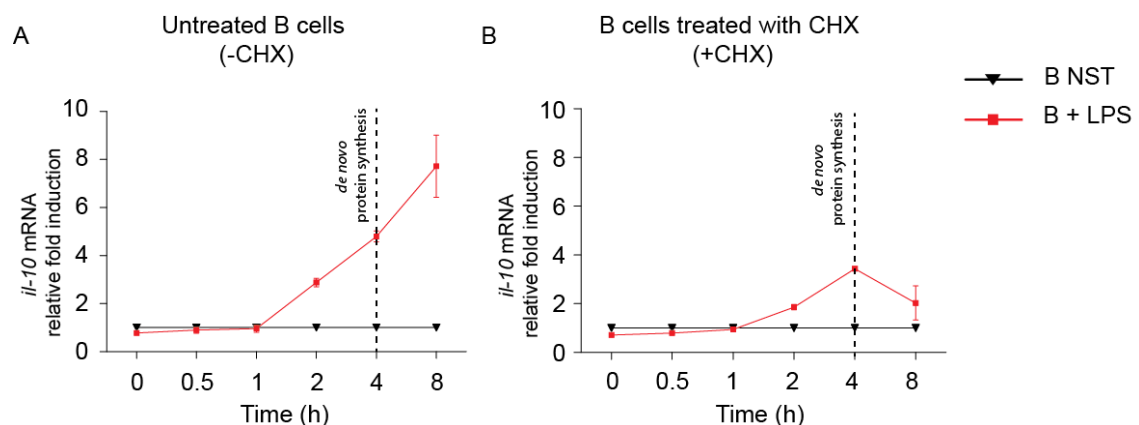 A
Untreated B cells
(-CHX)
10
8
6
4
2
0
il-10 mRNA
relative fold induction
de novo
protein synthesis
0 0.5 1 2 4 8
Time (h)
B
B cells treated with CHX
(+CHX)
10
8
6
4
2
0
il-10 mRNA
relative fold induction
de novo
protein synthesis
0 0.5 1 2 4 8
Time (h)
B NST
B + LPS